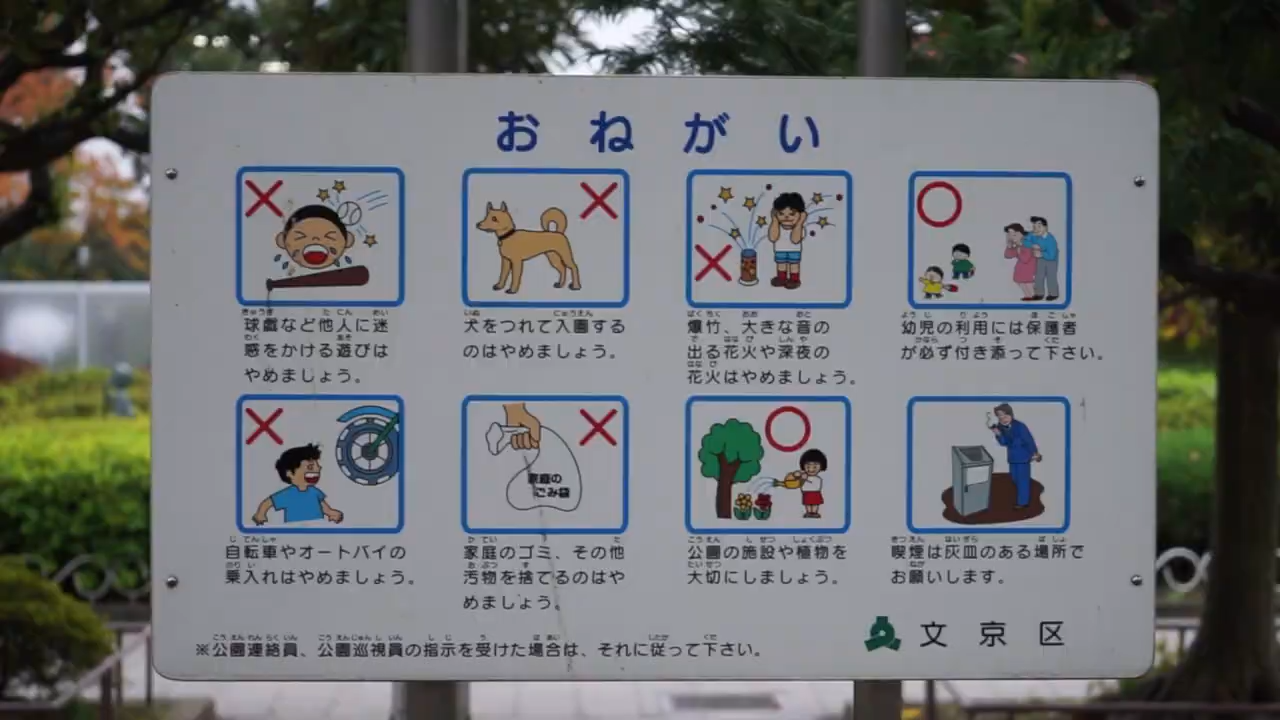 おねがい
球戯など他人に迷
惑をかける遊びは
やめましょう。
犬をつれて入園する
のはやめましょう。
爆竹、大きな音の
出る花火や深夜の
花火はやめましょう。
幼児の利用には保護者
が必ず付き添って下さい。
自転車やオートバイの
乗入れはやめましょう。
家庭の
ごみ袋
家庭のゴミ、その他
汚物を捨てるのはや
めましょう。
公園の施設や植物を
大切にしましょう。
喫煙は灰皿のある場所で
お願いします。
※公園連絡員、公園巡視員の指示を受けた場合は、それに従って下さい。
文京区